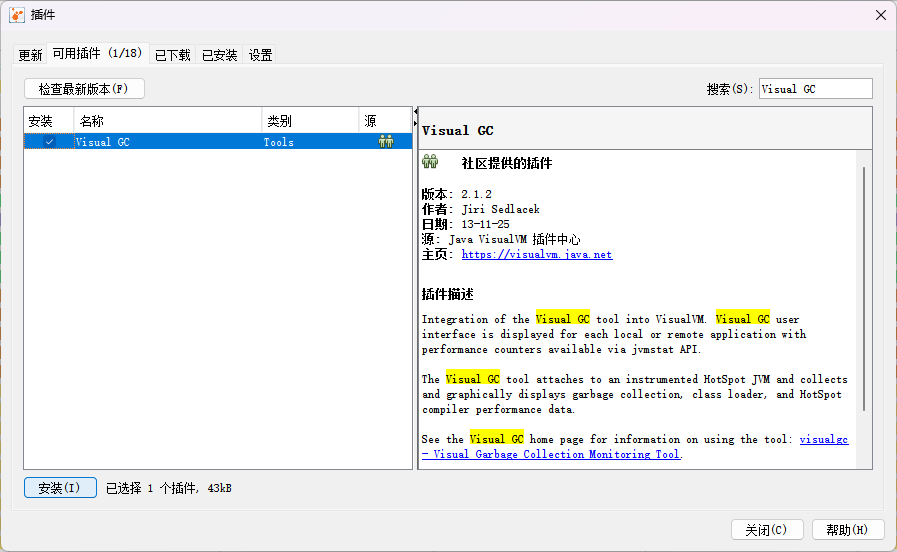 插件
更新 可用插件 (1/18) 已下载 已安装 设置
检查最新版本(F)
搜索(S): Visual GC
安装 名称 类别 源
Visual GC Tools
Visual GC
社区提供的插件
版本: 2.1.2
作者: Jiri Sedlacek
日期: 13-11-25
源: Java VisualVM 插件中心
主页: https://visualvm.java.net
插件描述
Integration of the Visual GC tool into VisualVM. Visual GC user
interface is displayed for each local or remote application with
performance counters available via jvmstat API.
The Visual GC tool attaches to an instrumented HotSpot JVM and collects
and graphically displays garbage collection, class loader, and HotSpot
compiler performance data.
See the Visual GC home page for information on using the tool: visualgc
- Visual Garbage Collection Monitoring Tool.
安装(I) 已选择 1 个插件, 43kB
关闭(C) 帮助(H)